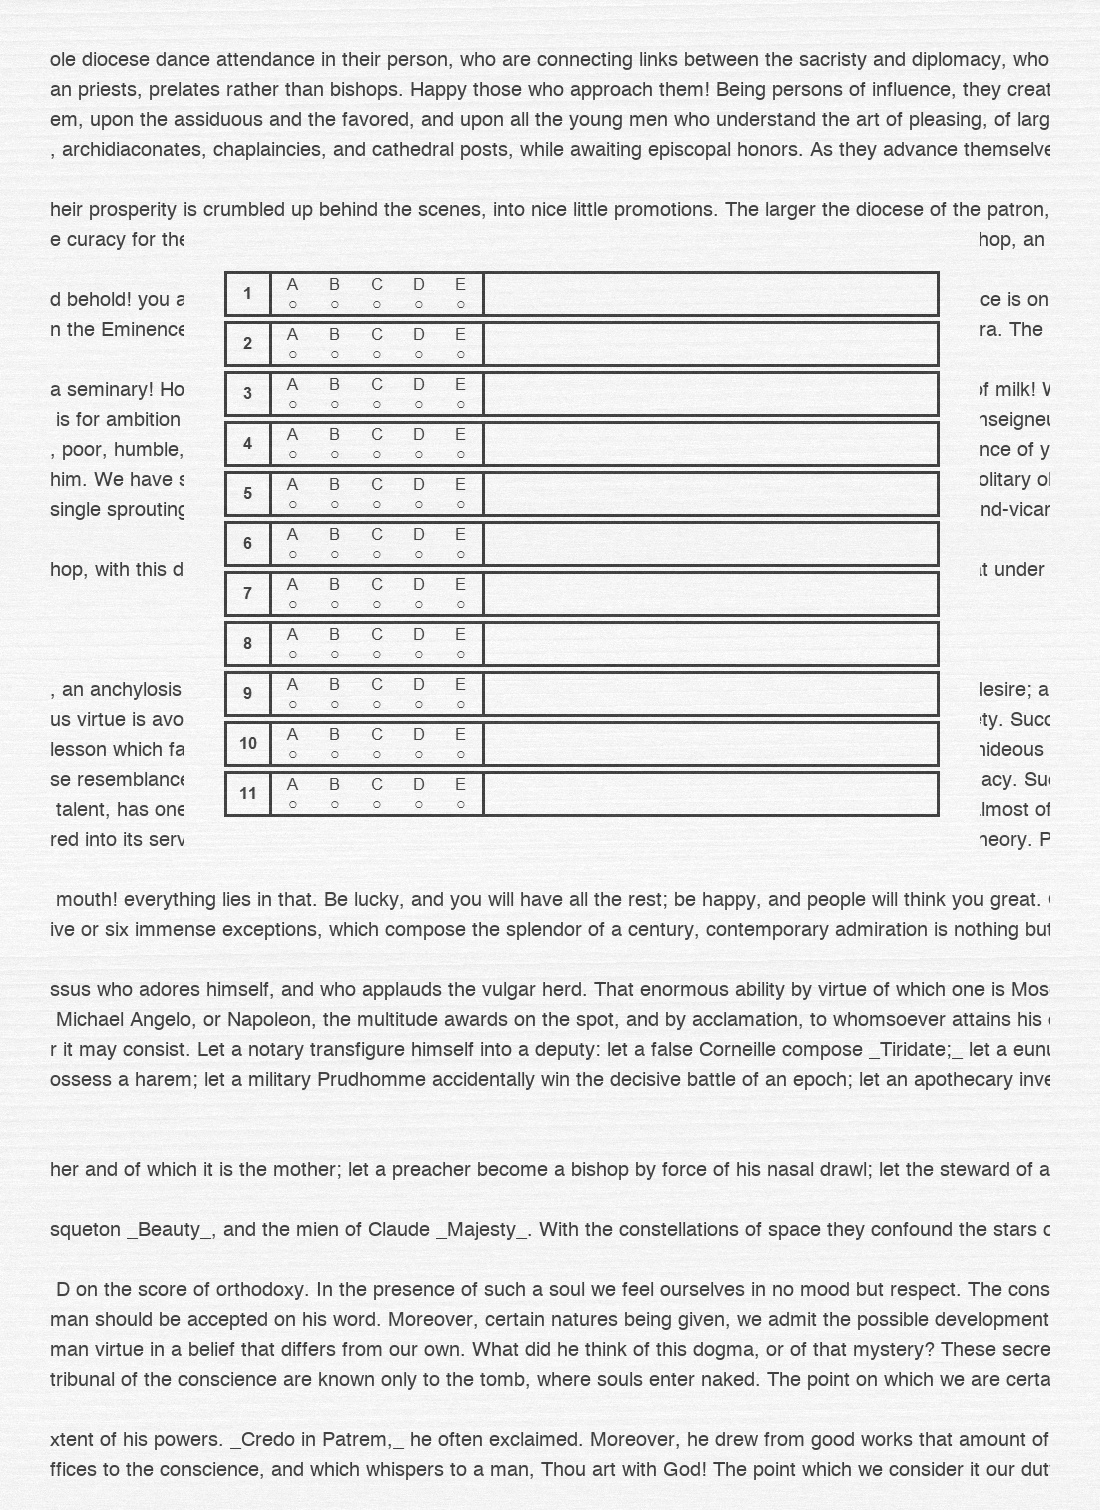 ole diocese dance attendance in their person, who are connecting links between the sacristy and diplomacy, who
an priests, prelates rather than bishops. Happy those who approach them! Being persons of influence, they creat
em, upon the assiduous and the favored, and upon all the young men who understand the art of pleasing, of larg
, archidiaconates, chaplaincies, and cathedral posts, while awaiting episcopal honors. As they advance themselve
heir prosperity is crumbled up behind the scenes, into nice little promotions. The larger the diocese of the patron,
e curacy for the hop, an
d behold! you a ce is on
n the Eminence ra. The
a seminary! Ho of milk! W
is for ambition nseigneu
, poor, humble, nce of y
him. We have s olitary ol
single sprouting nd-vicar
hop, with this d at under
, an anchylosis desire; a
us virtue is avo ety. Succ
lesson which fa hideous
se resemblance acy. Su
talent, has one lmost of
red into its serv heory. P
1 A B C D E
2 A B C D E
3 A B C D E
4 A B C D E
5 A B C D E
6 A B C D E
7 A B C D E
8 A B C D E
9 A B C D E
10 A B C D E
11 A B C D E
mouth! everything lies in that. Be lucky, and you will have all the rest; be happy, and people will think you great.
ive or six immense exceptions, which compose the splendor of a century, contemporary admiration is nothing but
ssus who adores himself, and who applauds the vulgar herd. That enormous ability by virtue of which one is Mos
Michael Angelo, or Napoleon, the multitude awards on the spot, and by acclamation, to whomsoever attains his
r it may consist. Let a notary transfigure himself into a deputy: let a false Corneille compose _Tiridate;_ let a eunu
ossess a harem; let a military Prudhomme accidentally win the decisive battle of an epoch; let an apothecary inve
her and of which it is the mother; let a preacher become a bishop by force of his nasal drawl; let the steward of a
squeton _Beauty_, and the mien of Claude _Majesty_. With the constellations of space they confound the stars o
D on the score of orthodoxy. In the presence of such a soul we feel ourselves in no mood but respect. The cons
man should be accepted on his word. Moreover, certain natures being given, we admit the possible development
man virtue in a belief that differs from our own. What did he think of this dogma, or of that mystery? These secre
tribunal of the conscience are known only to the tomb, where souls enter naked. The point on which we are certa
xtent of his powers. _Credo in Patrem,_ he often exclaimed. Moreover, he drew from good works that amount of
ffices to the conscience, and which whispers to a man, Thou art with God! The point which we consider it our dut